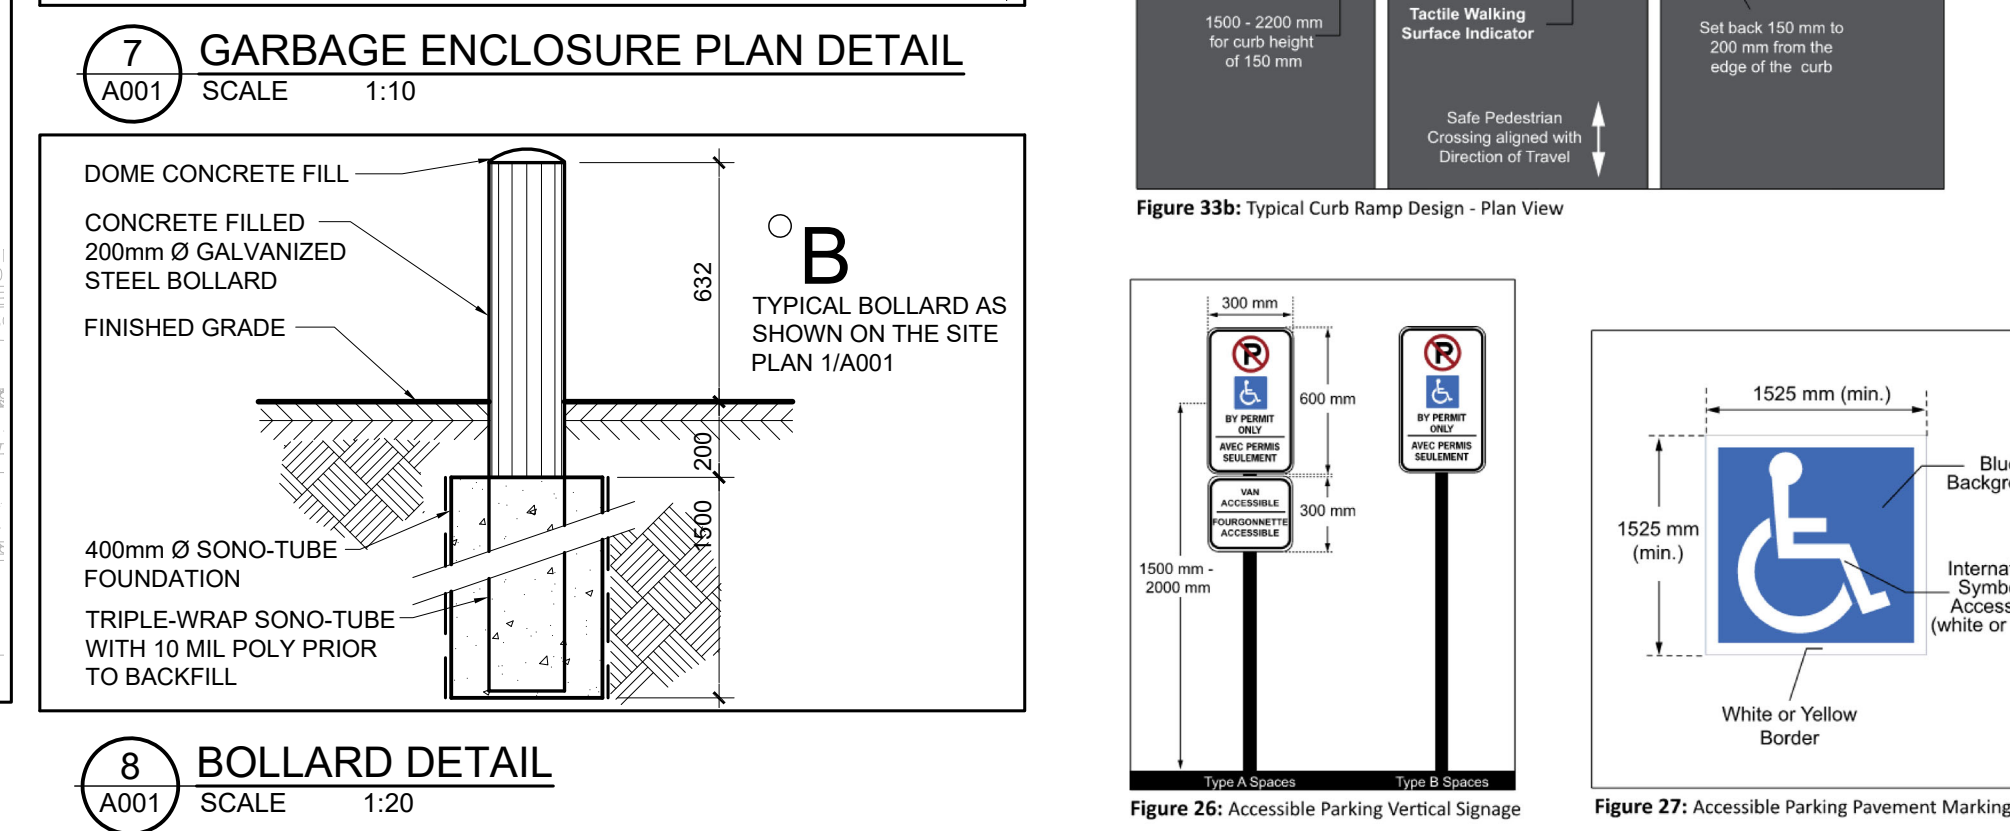 7
A001
GARBAGE ENCLOSURE PLAN DETAIL
SCALE 1:10
DOME CONCRETE FILL
CONCRETE FILLED
200mm Ø GALVANIZED
STEEL BOLLARD
FINISHED GRADE
400mm Ø SONO-TUBE
FOUNDATION
TRIPLE-WRAP SONO-TUBE
WITH 10 MIL POLY PRIOR
TO BACKFILL
632
200
1500
B
TYPICAL BOLLARD AS
SHOWN ON THE SITE
PLAN 1/A001
8
A001
BOLLARD DETAIL
SCALE 1:20
1500 - 2200 mm
for curb height
of 150 mm
Tactile Walking
Surface Indicator
Set back 150 mm to
200 mm from the
edge of the curb
Safe Pedestrian
Crossing aligned with
Direction of Travel
Figure 33b: Typical Curb Ramp Design - Plan View
300 mm
P
BY PERMIT
ONLY
AVEC PERMIS
SEULEMENT
600 mm
VAN
ACCESSIBLE
FOURGONNETTE
ACCESSIBLE
300 mm
1500 mm -
2000 mm
Type A Spaces
P
BY PERMIT
ONLY
AVEC PERMIS
SEULEMENT
Type B Spaces
Figure 26: Accessible Parking Vertical Signage
1525 mm (min.)
1525 mm
(min.)
Blu
Backgr
Interna
Symb
Access
(white or
White or Yellow
Border
Figure 27: Accessible Parking Pavement Marking